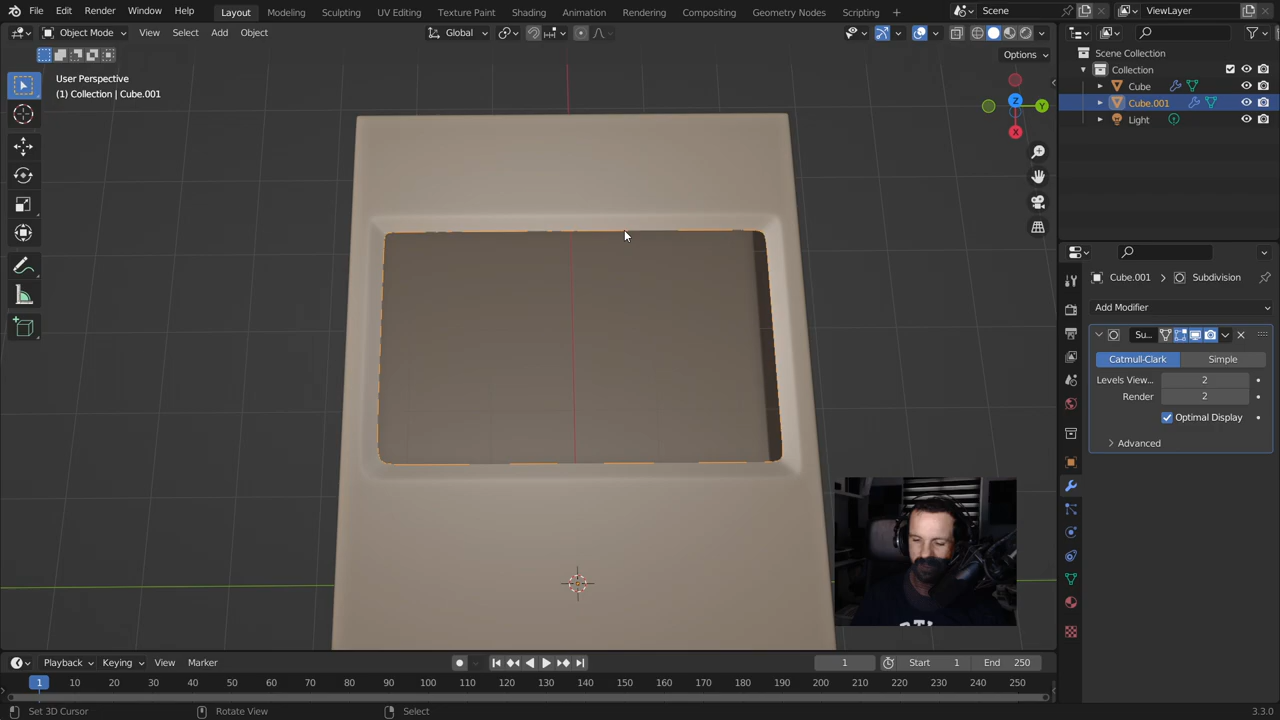 File Edit Render Window Help Layout Modeling Sculpting UV Editing Texture Paint Shading Animation Rendering Compositing Geometry Nodes Scripting Scene ViewLayer
Object Mode View Select Add Object Global
Options
User Perspective
(1) Collection | Cube.001
Z
Y
X
Scene Collection
Collection
Cube
Cube.001
Light
Cube.001 Subdivision
Add Modifier
Su...
Catmull-Clark Simple
Levels View... 2
Render 2
Optimal Display
Advanced
Playback Keying View Marker 1 Start 1 End 250
1 10 20 30 40 50 60 70 80 90 100 110 120 130 140 150 160 170 180 190 200 210 220 230 240 250
Set 3D Cursor Rotate View Select 3.3.0